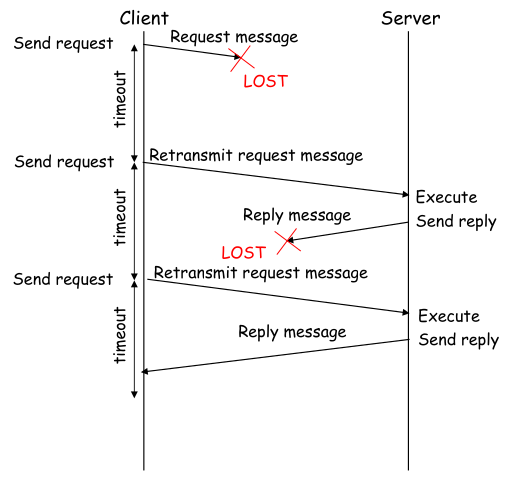 Client
Server
Send request
Request message
LOST
timeout
Send request
Retransmit request message
Execute
timeout
Reply message
Send reply
LOST
Send request
Retransmit request message
Execute
timeout
Reply message
Send reply